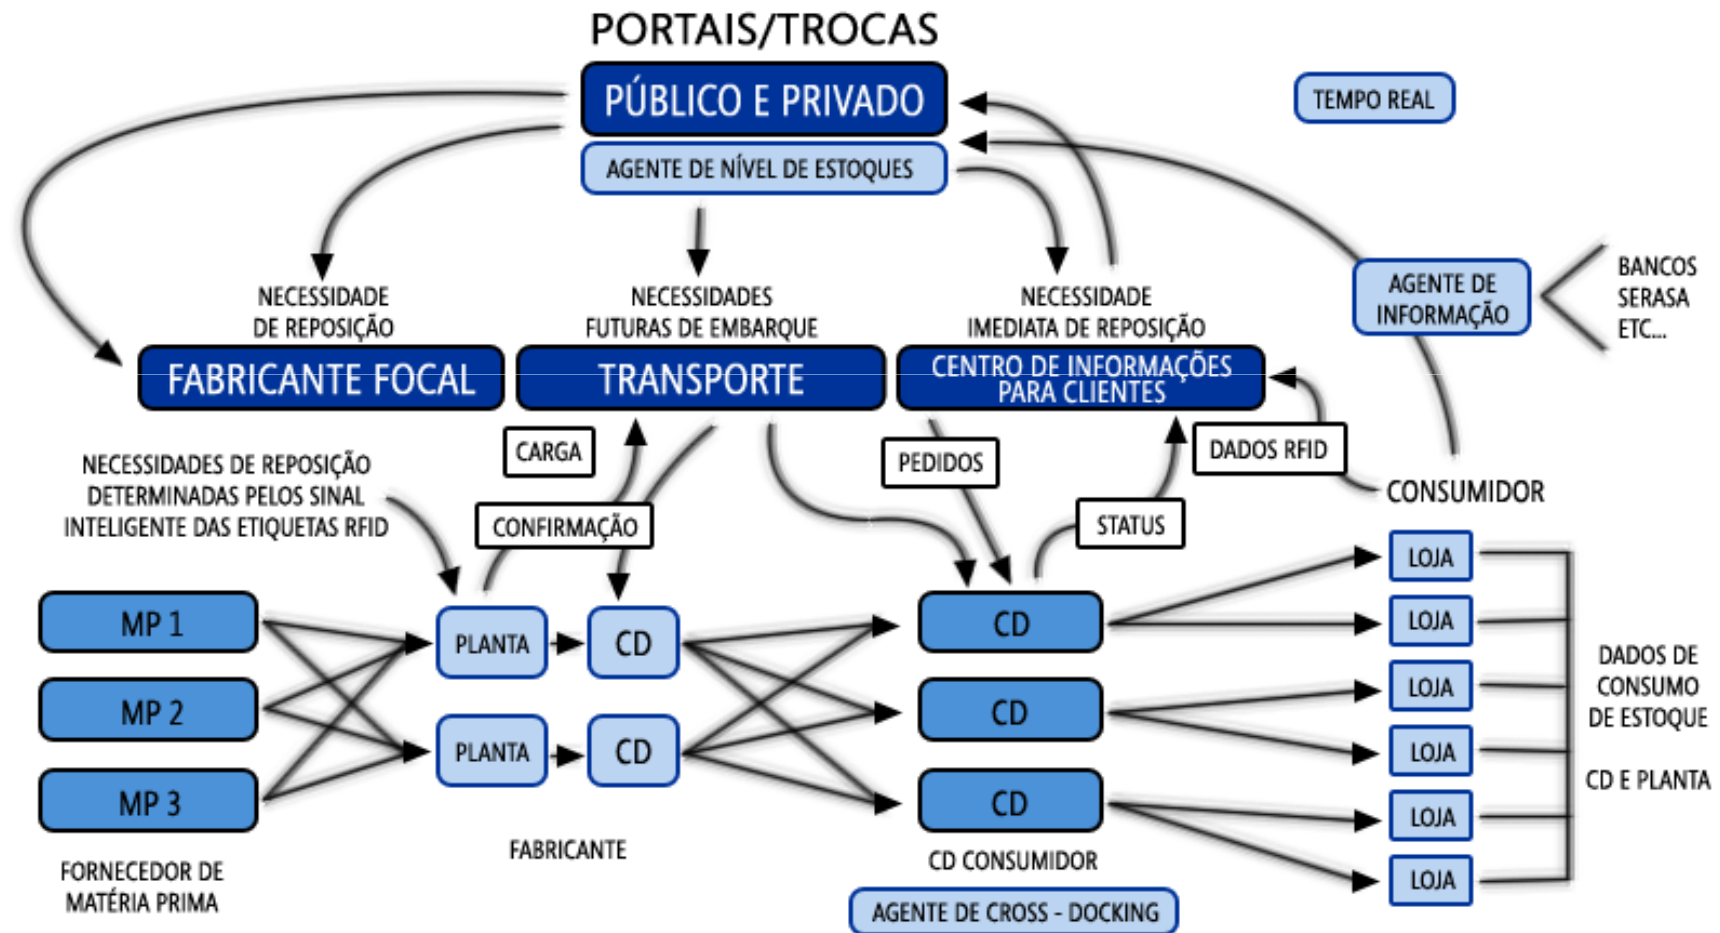 PORTAIS/TROCAS
PÚBLICO E PRIVADO
TEMPO REAL
AGENTE DE NÍVEL DE ESTOQUES
NECESSIDADE
DE REPOSIÇÃO
NECESSIDADES
FUTURAS DE EMBARQUE
NECESSIDADE
IMEDIATA DE REPOSIÇÃO
AGENTE DE
INFORMAÇÃO
BANCOS
SERASA
ETC...
FABRICANTE FOCAL
TRANSPORTE
CENTRO DE INFORMAÇÕES
PARA CLIENTES
NECESSIDADES DE REPOSIÇÃO
DETERMINADAS PELOS SINAL
INTELIGENTE DAS ETIQUETAS RFID
CARGA
CONFIRMAÇÃO
PEDIDOS
STATUS
DADOS RFID
CONSUMIDOR
MP 1
MP 2
MP 3
PLANTA
CD
PLANTA
CD
CD
CD
CD
LOJA
LOJA
LOJA
LOJA
LOJA
LOJA
DADOS DE
CONSUMO
DE ESTOQUE
CD E PLANTA
FORNECEDOR DE
MATÉRIA PRIMA
FABRICANTE
CD CONSUMIDOR
AGENTE DE CROSS - DOCKING